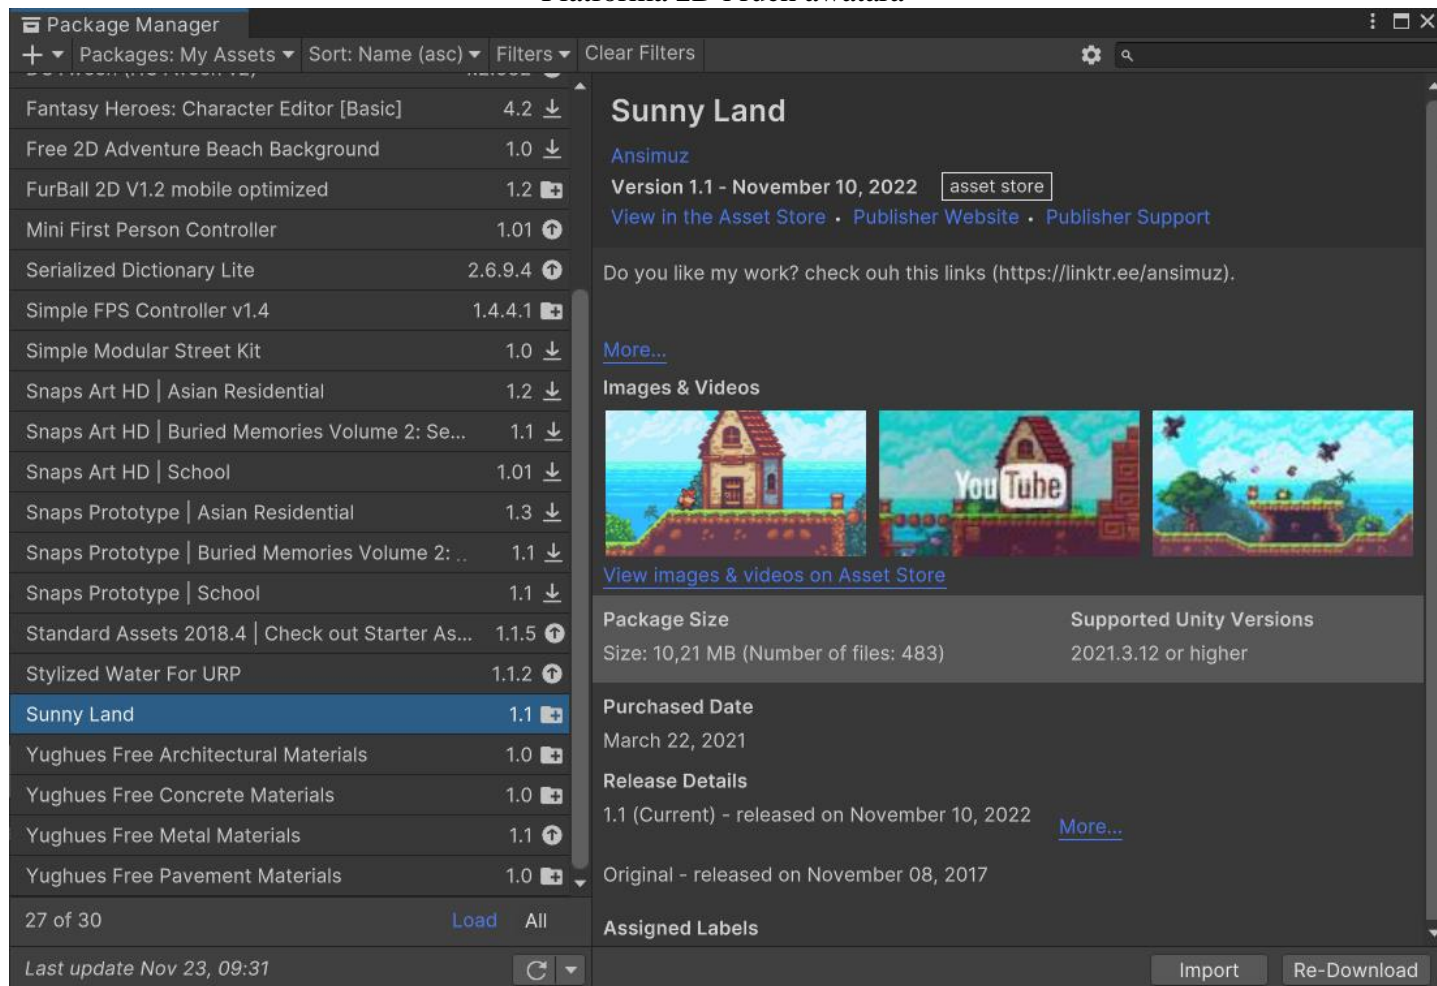 Package Manager
Packages: My Assets Sort: Name (asc) Filters Clear Filters
Fantasy Heroes: Character Editor [Basic] 4.2
Free 2D Adventure Beach Background 1.0
FurBall 2D V1.2 mobile optimized 1.2
Mini First Person Controller 1.01
Serialized Dictionary Lite 2.6.9.4
Simple FPS Controller v1.4 1.4.4.1
Simple Modular Street Kit 1.0
Snaps Art HD | Asian Residential 1.2
Snaps Art HD | Buried Memories Volume 2: Se... 1.1
Snaps Art HD | School 1.01
Snaps Prototype | Asian Residential 1.3
Snaps Prototype | Buried Memories Volume 2: .. 1.1
Snaps Prototype | School 1.1
Standard Assets 2018.4 | Check out Starter As... 1.1.5
Stylized Water For URP 1.1.2
Sunny Land 1.1
Yughues Free Architectural Materials 1.0
Yughues Free Concrete Materials 1.0
Yughues Free Metal Materials 1.1
Yughues Free Pavement Materials 1.0
27 of 30 Load All
Last update Nov 23, 09:31
Sunny Land
Ansimuz
Version 1.1 - November 10, 2022 asset store
View in the Asset Store • Publisher Website • Publisher Support
Do you like my work? check ouh this links (https://linktr.ee/ansimuz).
More...
Images & Videos
You Tube
View images & videos on Asset Store
Package Size
Size: 10,21 MB (Number of files: 483)
Supported Unity Versions
2021.3.12 or higher
Purchased Date
March 22, 2021
Release Details
1.1 (Current) - released on November 10, 2022 More...
Original - released on November 08, 2017
Assigned Labels
Import Re-Download